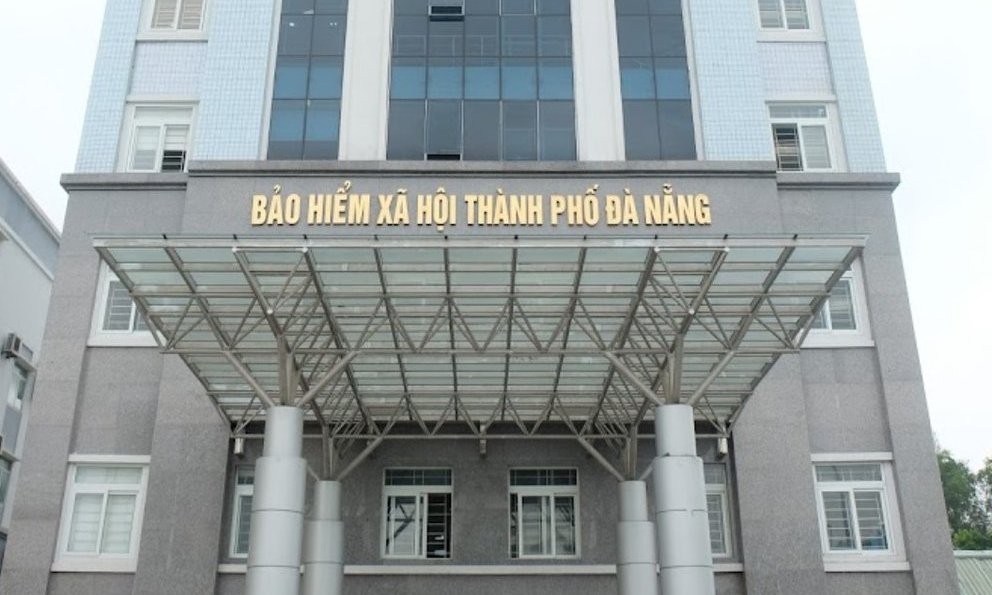 BẢO HIỂM XÃ HỘI THÀNH PHỐ ĐÀ NẴNG